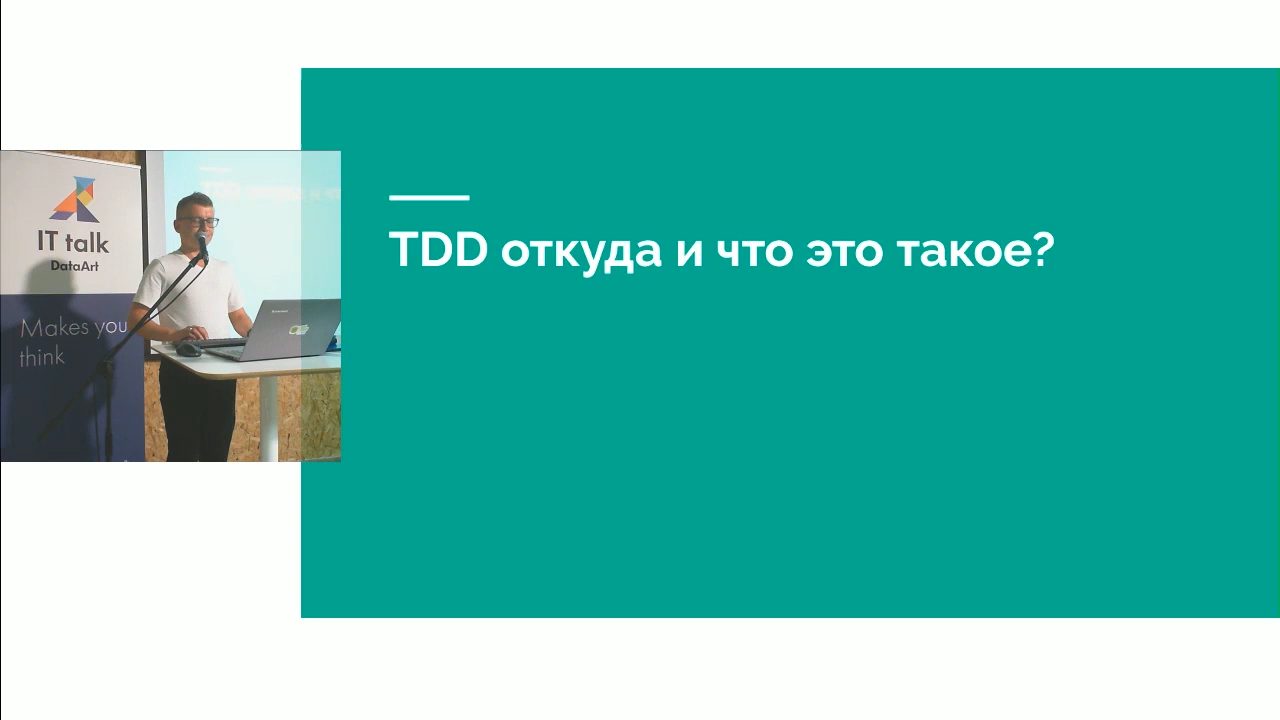 TDD откуда и что это такое?
IT talk
DataArt
Makes you
think